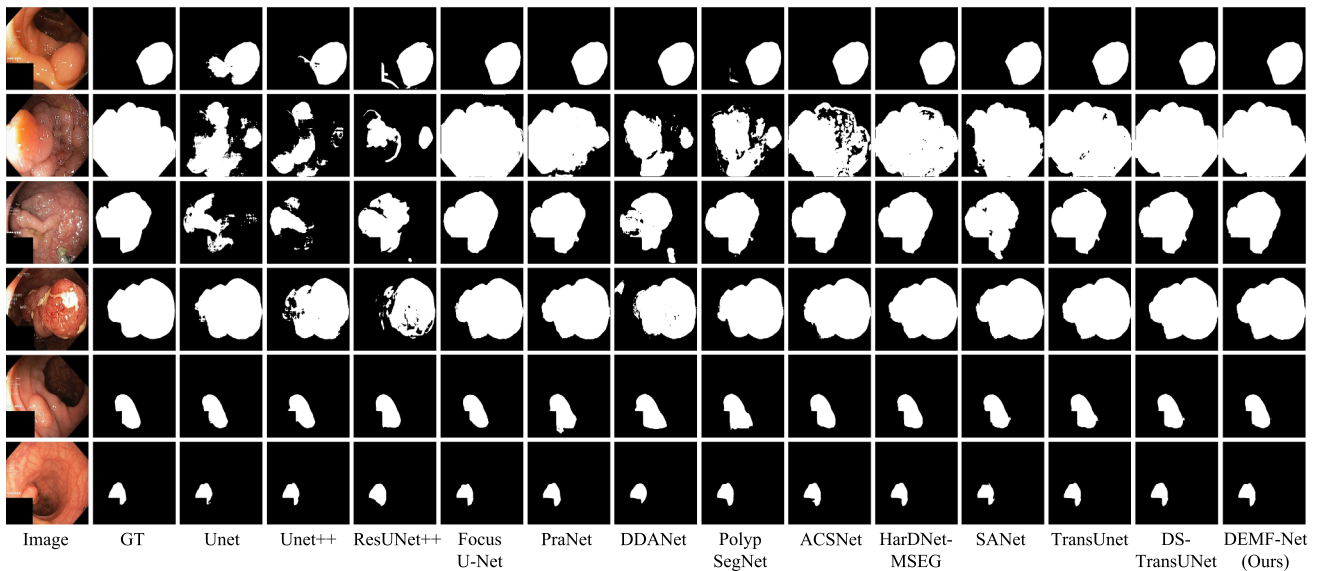 Image GT Unet Unet++ ResUNet++ Focus PraNet DDANet Polyp ACSNet HarDNet- SANet TransUnet DS- DEMF-Net
U-Net SegNet MSEG TransUNet (Ours)